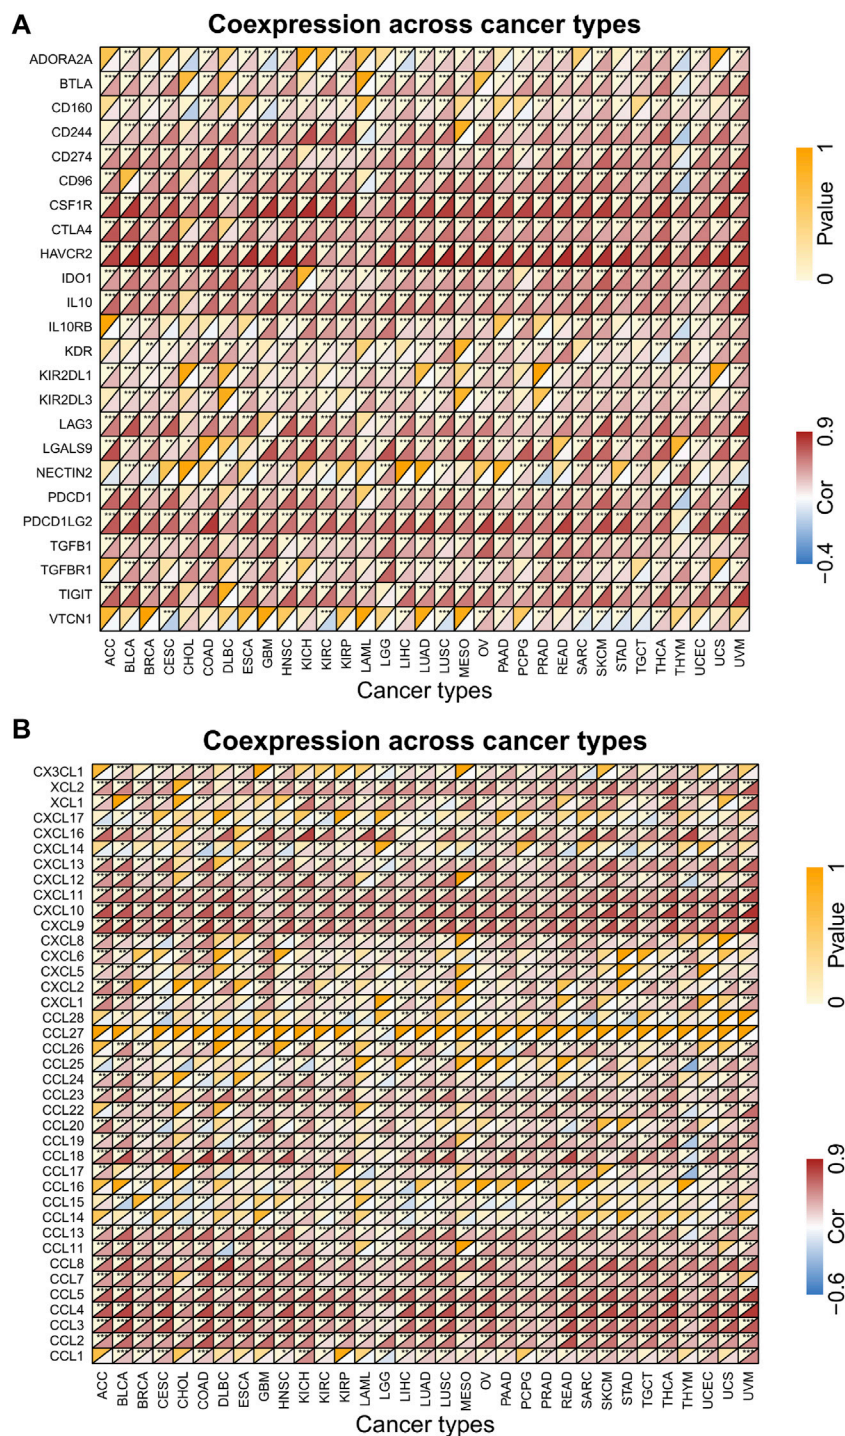 A
Coexpression across cancer types
ADORA2A
BTLA
CD160
CD244
CD274
CD96
CSF1R
CTLA4
HAVCR2
IDO1
IL10
IL10RB
KDR
KIR2DL1
KIR2DL3
LAG3
LGALS9
NECTIN2
PDCD1
PDCD1LG2
TGFB1
TGFBR1
TIGIT
VTCN1
ACC BLCA BRCA CESC CHOL COAD DLBC ESCA GBM HNSC KICH KIRC KIRP LAML LGG LIHC LUAD LUSC MESO OV PAAD PCPG PRAD READ SARC SKCM STAD TGCT THCA THYM UCEC UCS UVM
Cancer types
0 Pvalue 1
−0.4 Cor 0.9
B
Coexpression across cancer types
CX3CL1
XCL2
XCL1
CXCL17
CXCL16
CXCL14
CXCL13
CXCL12
CXCL11
CXCL10
CXCL9
CXCL8
CXCL6
CXCL5
CXCL2
CXCL1
CCL28
CCL27
CCL26
CCL25
CCL24
CCL23
CCL22
CCL20
CCL19
CCL18
CCL17
CCL16
CCL15
CCL14
CCL13
CCL11
CCL8
CCL7
CCL5
CCL4
CCL3
CCL2
CCL1
ACC BLCA BRCA CESC CHOL COAD DLBC ESCA GBM HNSC KICH KIRC KIRP LAML LGG LIHC LUAD LUSC MESO OV PAAD PCPG PRAD READ SARC SKCM STAD TGCT THCA THYM UCEC UCS UVM
Cancer types
0 Pvalue 1
−0.6 Cor 0.9